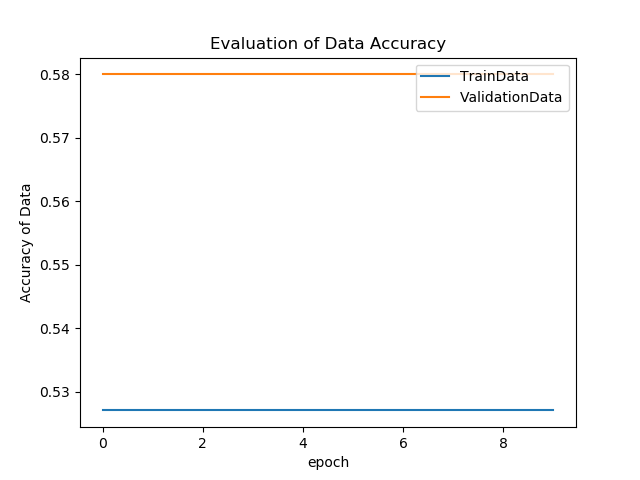 Evaluation of Data Accuracy
0.58
0.57
0.56
0.55
0.54
0.53
Accuracy of Data
TrainData
ValidationData
0 2 4 6 8
epoch